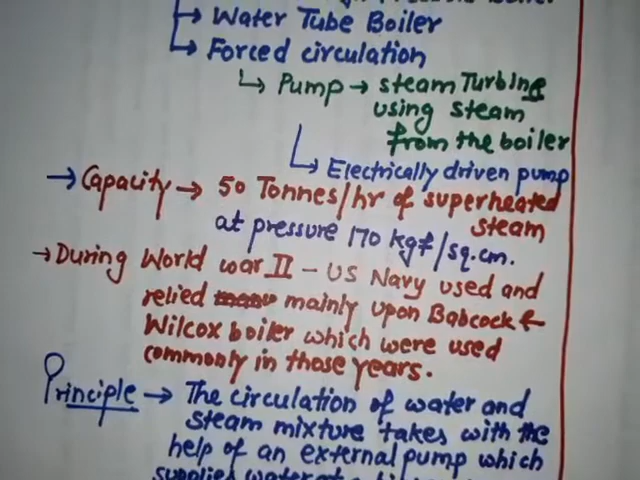 → Water Tube Boiler
→ Forced circulation
→ Pump → steam Turbine
using steam
from the boiler
→ Electrically driven pump
→ Capacity → 50 Tonnes/hr of superheated
steam
at pressure 170 kgf/sq.cm.
→ During World war II - US Navy used and
relied mainly upon Babcock &
Wilcox boiler which were used
commonly in those years.
Principle → The circulation of water and
steam mixture takes with the
help of an external pump which
supplies water at